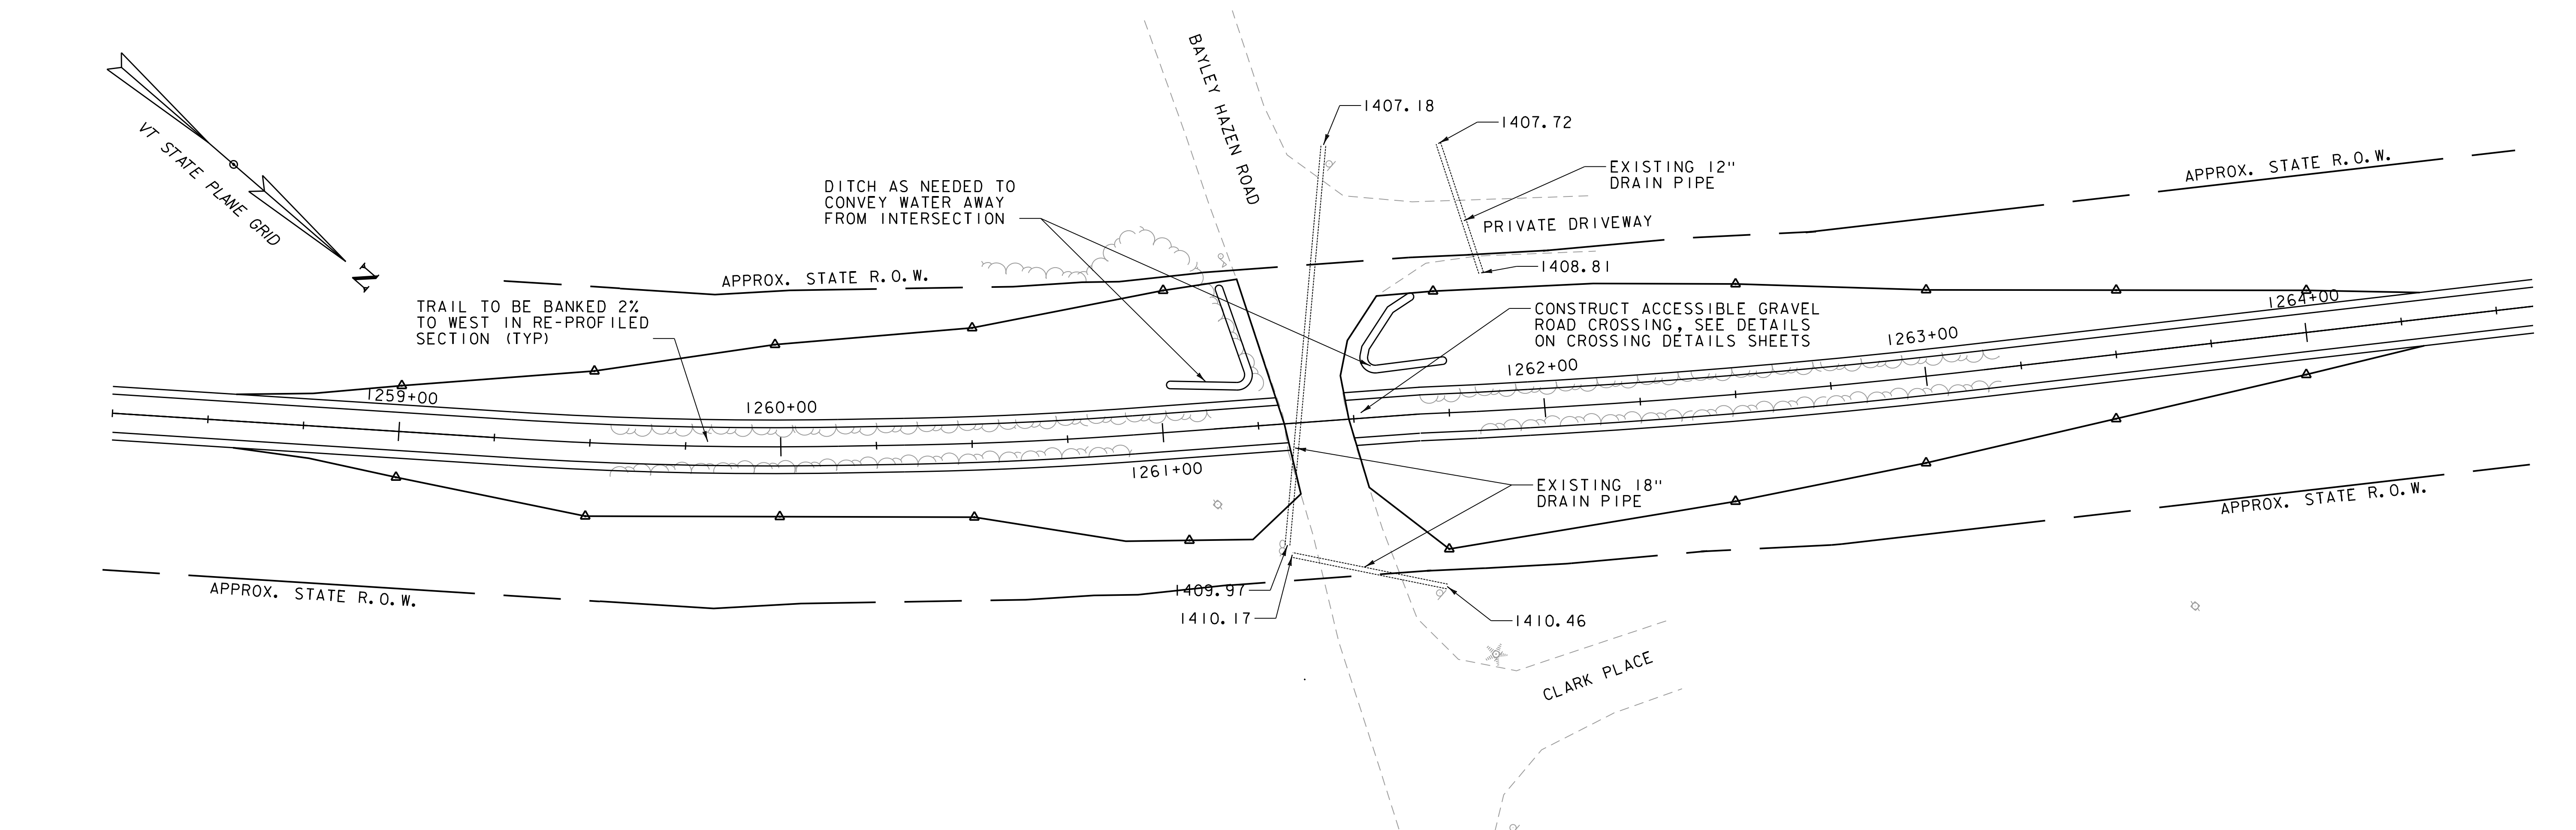 BAYLEY HAZEN ROAD
1407.18
1407.72
VT STATE PLANE GRID
N
EXISTING 12"
DRAIN PIPE
APPROX. STATE R.O.W.
DITCH AS NEEDED TO
CONVEY WATER AWAY
FROM INTERSECTION
PRIVATE DRIVEWAY
1408.81
APPROX. STATE R.O.W.
TRAIL TO BE BANKED 2%
TO WEST IN RE-PROFILED
SECTION (TYP)
CONSTRUCT ACCESSIBLE GRAVEL
ROAD CROSSING, SEE DETAILS
ON CROSSING DETAILS SHEETS
1264+00
1263+00
1262+00
1259+00
1260+00
1261+00
EXISTING 18"
DRAIN PIPE
APPROX. STATE R.O.W.
APPROX. STATE R.O.W.
1409.97
1410.17
1410.46
CLARK PLACE